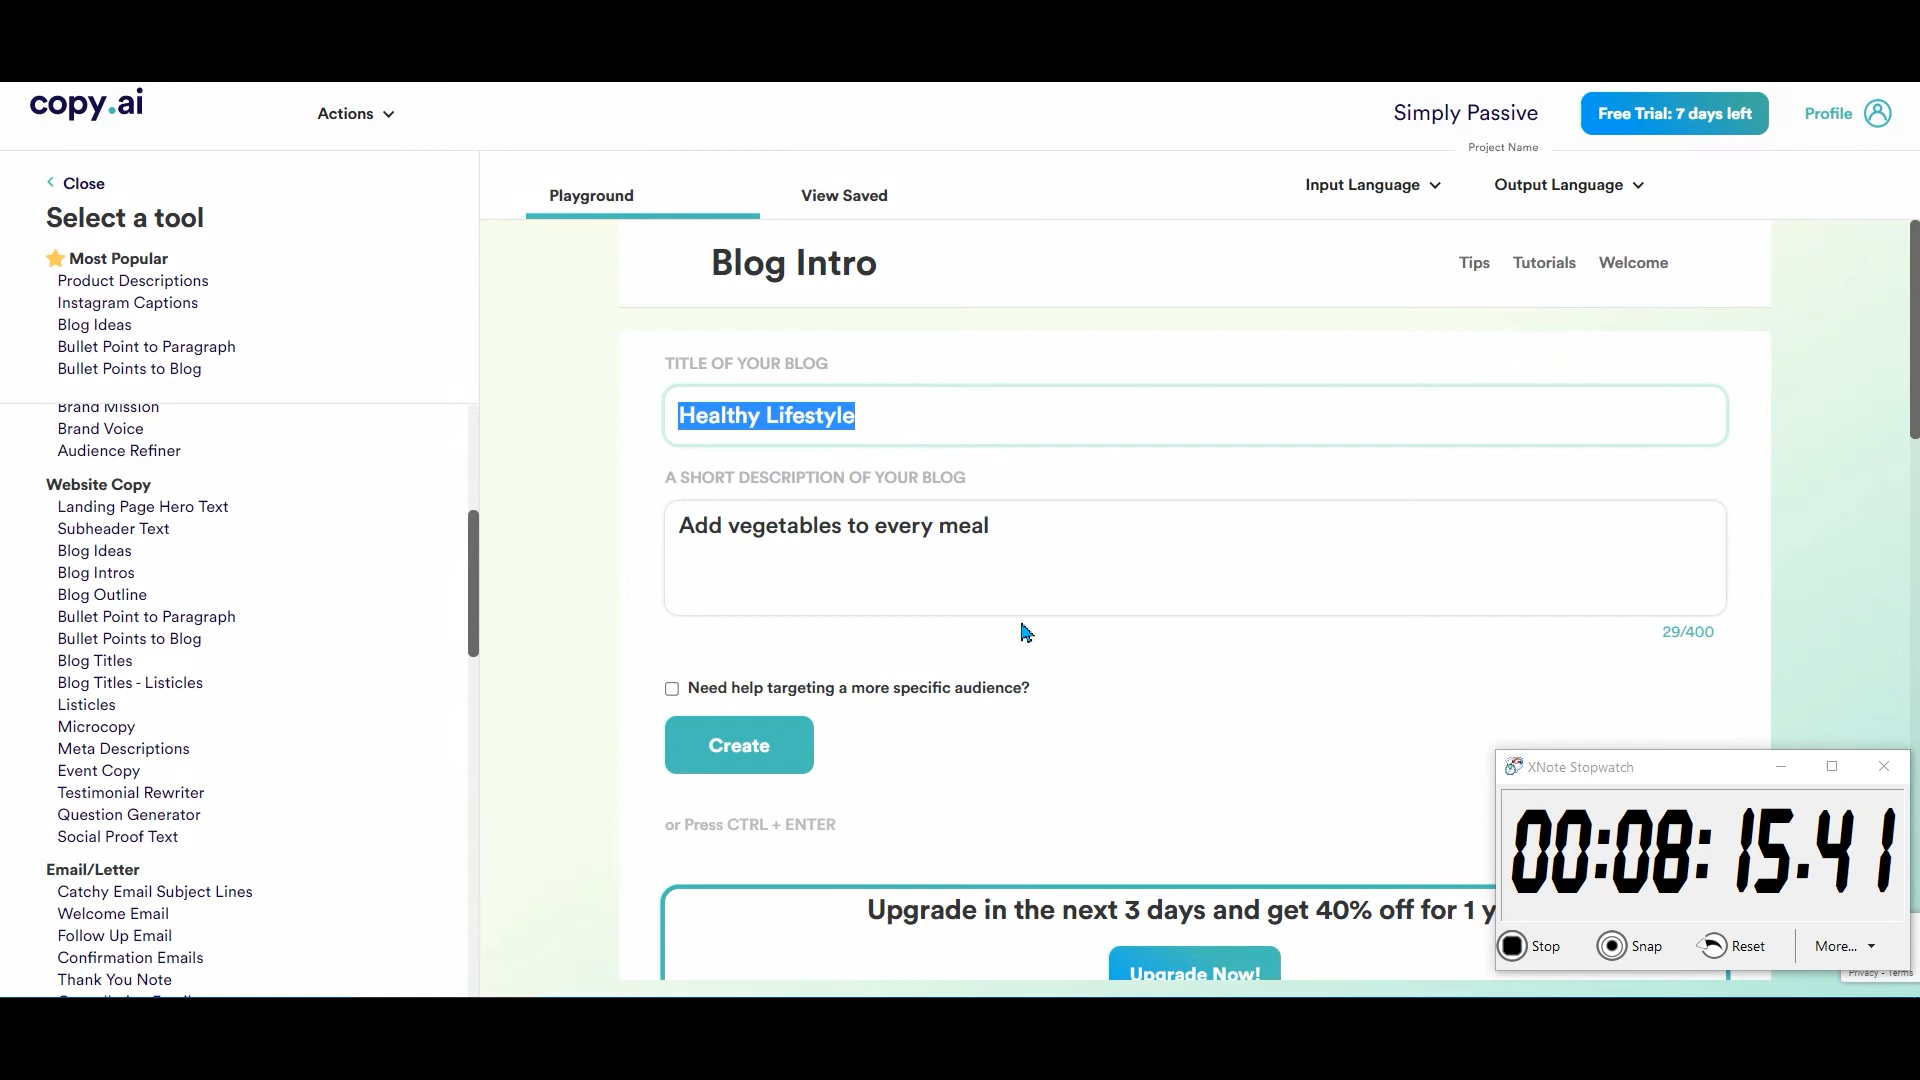 copy.ai
Actions
Simply Passive
Project Name
Free Trial: 7 days left
Profile
Close
Select a tool
Most Popular
Product Descriptions
Instagram Captions
Blog Ideas
Bullet Point to Paragraph
Bullet Points to Blog
Brand Mission
Brand Voice
Audience Refiner
Website Copy
Landing Page Hero Text
Subheader Text
Blog Ideas
Blog Intros
Blog Outline
Bullet Point to Paragraph
Bullet Points to Blog
Blog Titles
Blog Titles - Listicles
Listicles
Microcopy
Meta Descriptions
Event Copy
Testimonial Rewriter
Question Generator
Social Proof Text
Email/Letter
Catchy Email Subject Lines
Welcome Email
Follow Up Email
Confirmation Emails
Thank You Note
Playground
View Saved
Input Language
Output Language
Blog Intro
Tips
Tutorials
Welcome
TITLE OF YOUR BLOG
Healthy Lifestyle
A SHORT DESCRIPTION OF YOUR BLOG
Add vegetables to every meal
29/400
Need help targeting a more specific audience?
Create
or Press CTRL + ENTER
Upgrade in the next 3 days and get 40% off for 1 y
Upgrade Now!
XNote Stopwatch
00:08:15.41
Stop
Snap
Reset
More...
Privacy - Terms